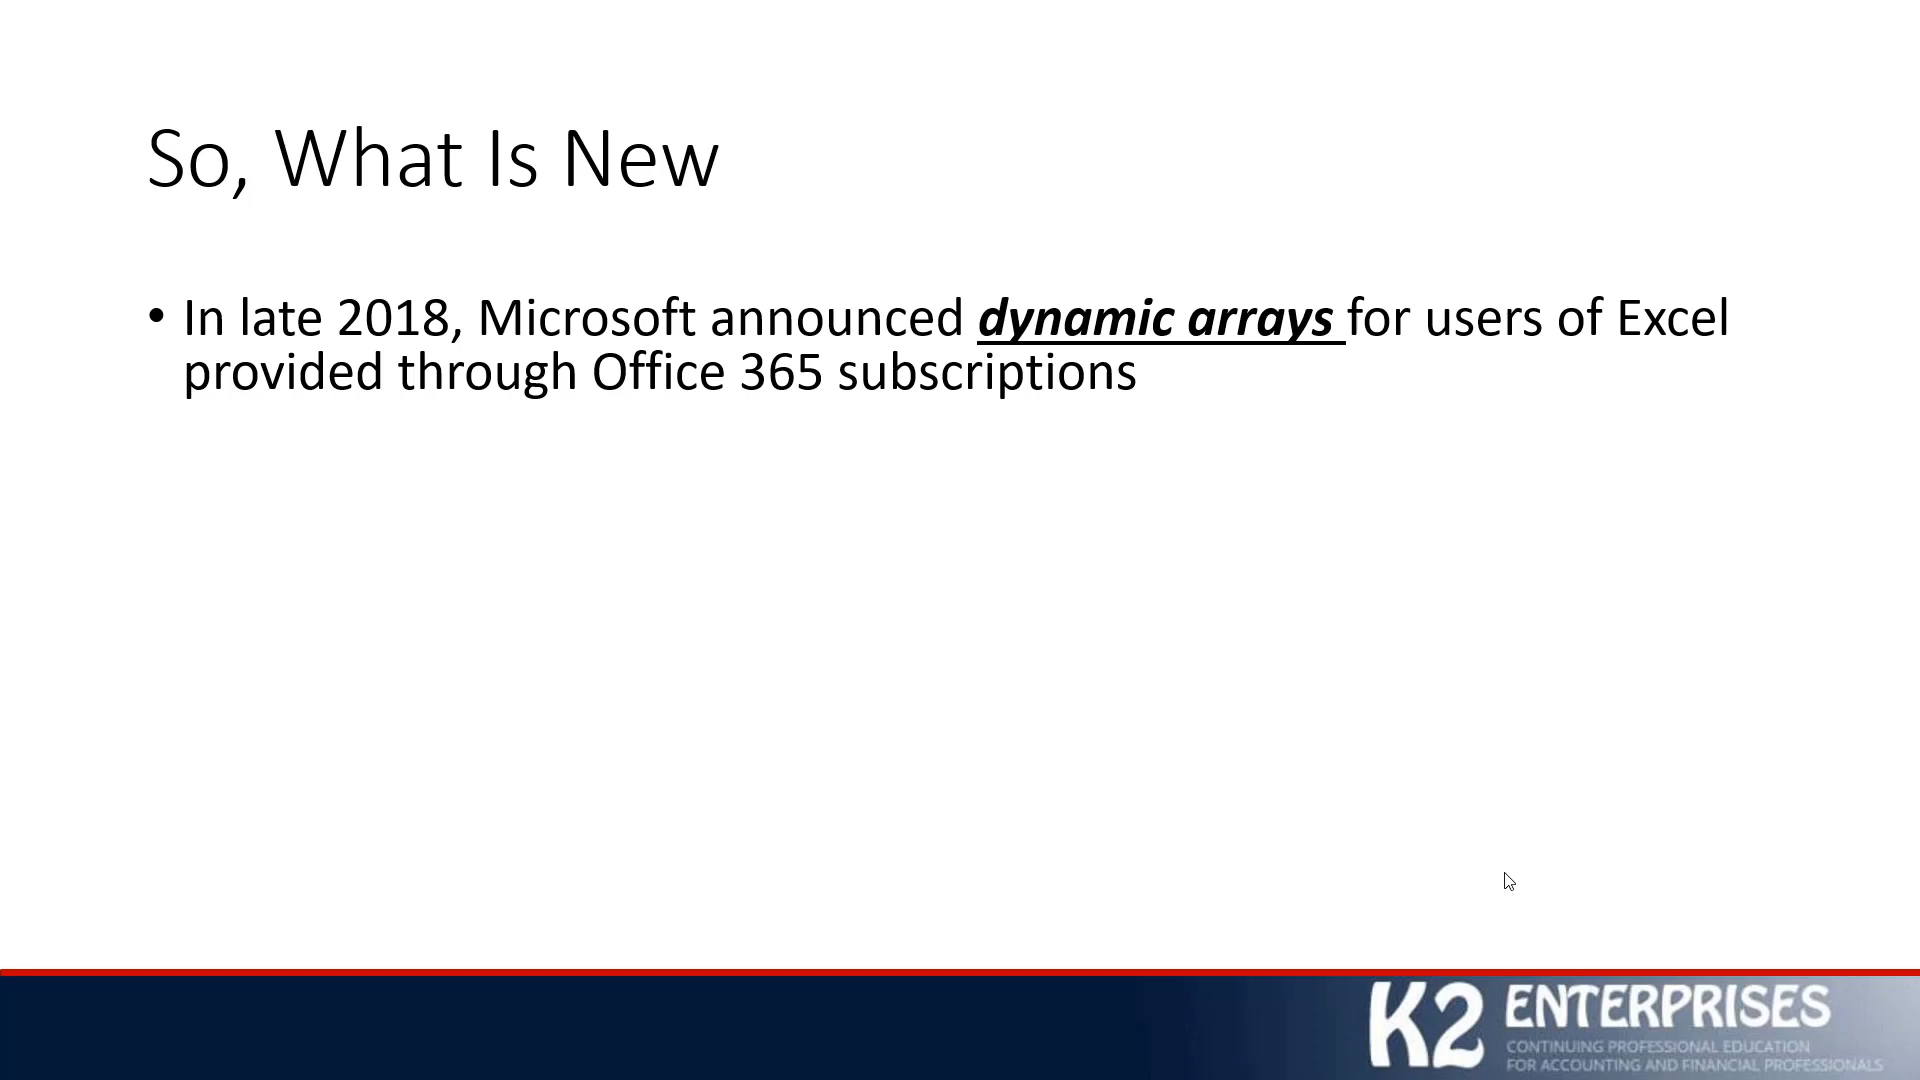 So, What Is New
• In late 2018, Microsoft announced dynamic arrays for users of Excel
provided through Office 365 subscriptions
K2 ENTERPRISES
CONTINUING PROFESSIONAL EDUCATION
FOR ACCOUNTING AND FINANCIAL PROFESSIONALS